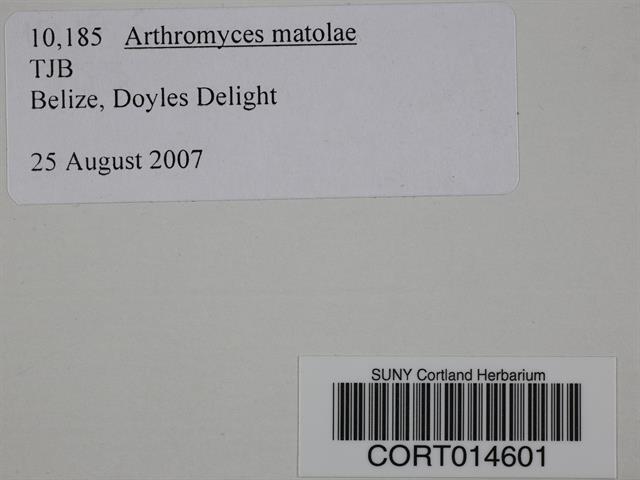 10,185 Arthromyces matolae
TJB
Belize, Doyles Delight
25 August 2007
SUNY Cortland Herbarium
CORT014601